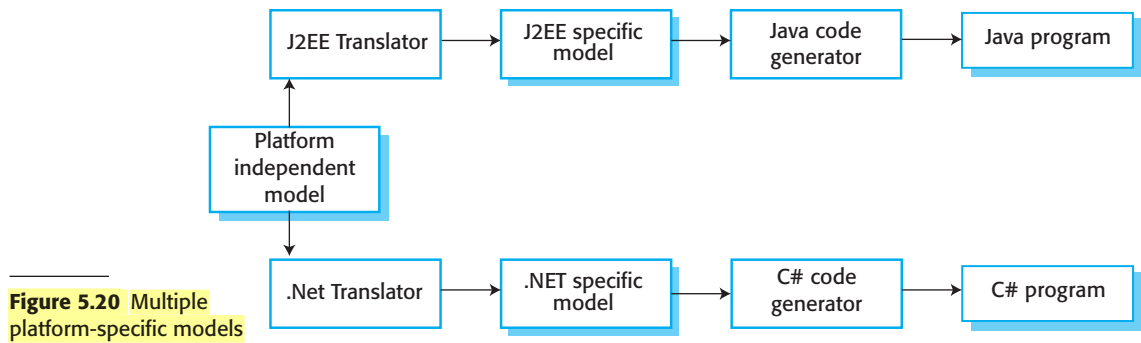 J2EE Translator
J2EE specific
model
Java code
generator
Java program
Platform
independent
model
.Net Translator
.NET specific
model
C# code
generator
C# program
Figure 5.20 Multiple
platform-specific models